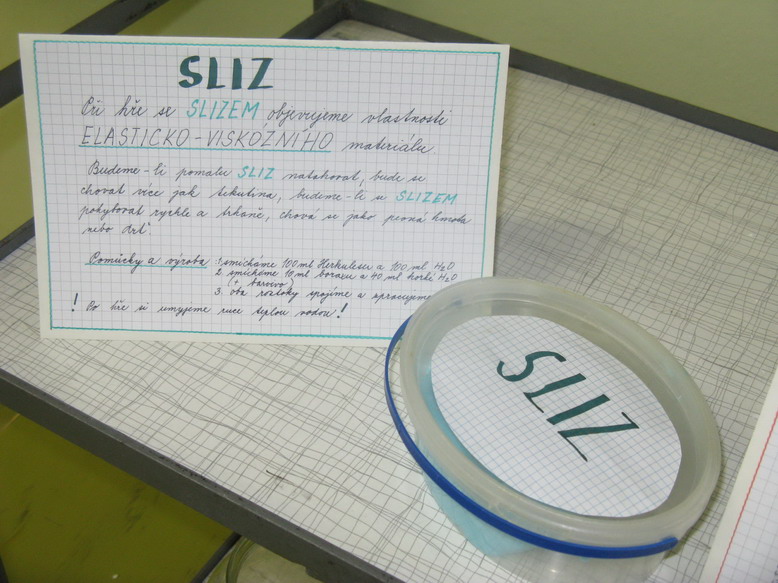 SLIZ
Při hře se SLIZEM objevujeme vlastnosti
ELASTICKO-VISKÓZNÍHO materiálu.
Budeme-li pomalu SLIZ natahovat, bude se
chovat více jak tekutina, budeme-li se SLIZEM
pohybovat rychle a trhaně, chová se jako pevná hmota
nebo drť.
Pomůcky a výroba: 1. smícháme 100 ml Herkulesu a 100 ml H2O
2. smícháme 10 ml boraxu a 40 ml horké H2O
(+ barvivo)
3. oba roztoky spojíme a zpracujeme
! Po hře si umyjeme ruce teplou vodou!
SLIZ